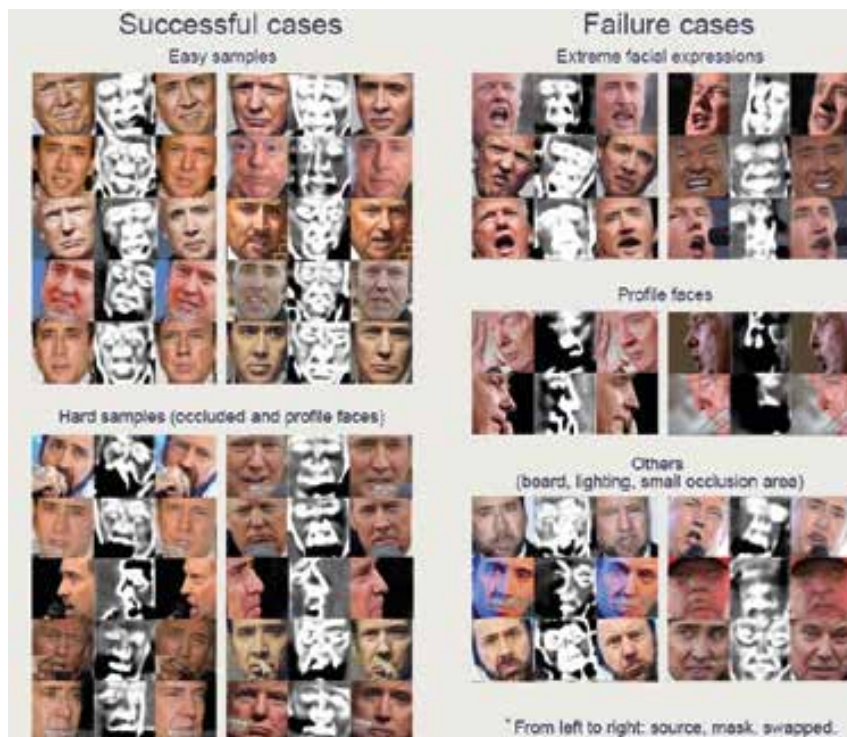 Successful cases
Easy samples
Hard samples (occluded and profile faces)
Failure cases
Extreme facial expressions
Profile faces
Others
(beard, lighting, small occlusion area)
* From left to right: source, mask, swapped.